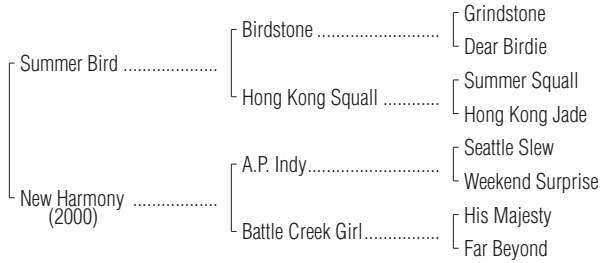 Grindstone
Birdstone ........................
Dear Birdie
Summer Bird ....................
Summer Squall
Hong Kong Squall ............
Hong Kong Jade
Seattle Slew
A.P. Indy..........................
Weekend Surprise
New Harmony ..................
(2000)
His Majesty
Battle Creek Girl................
Far Beyond